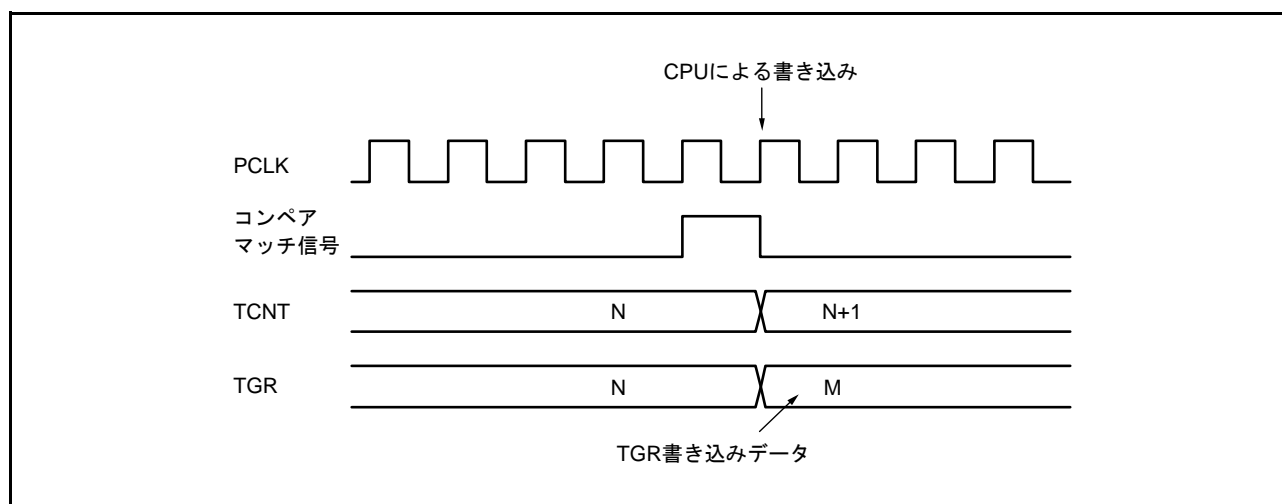 CPUによる書き込み
PCLK
コンペア
マッチ信号
TCNT
N
N+1
TGR
N
M
TGR書き込みデータ